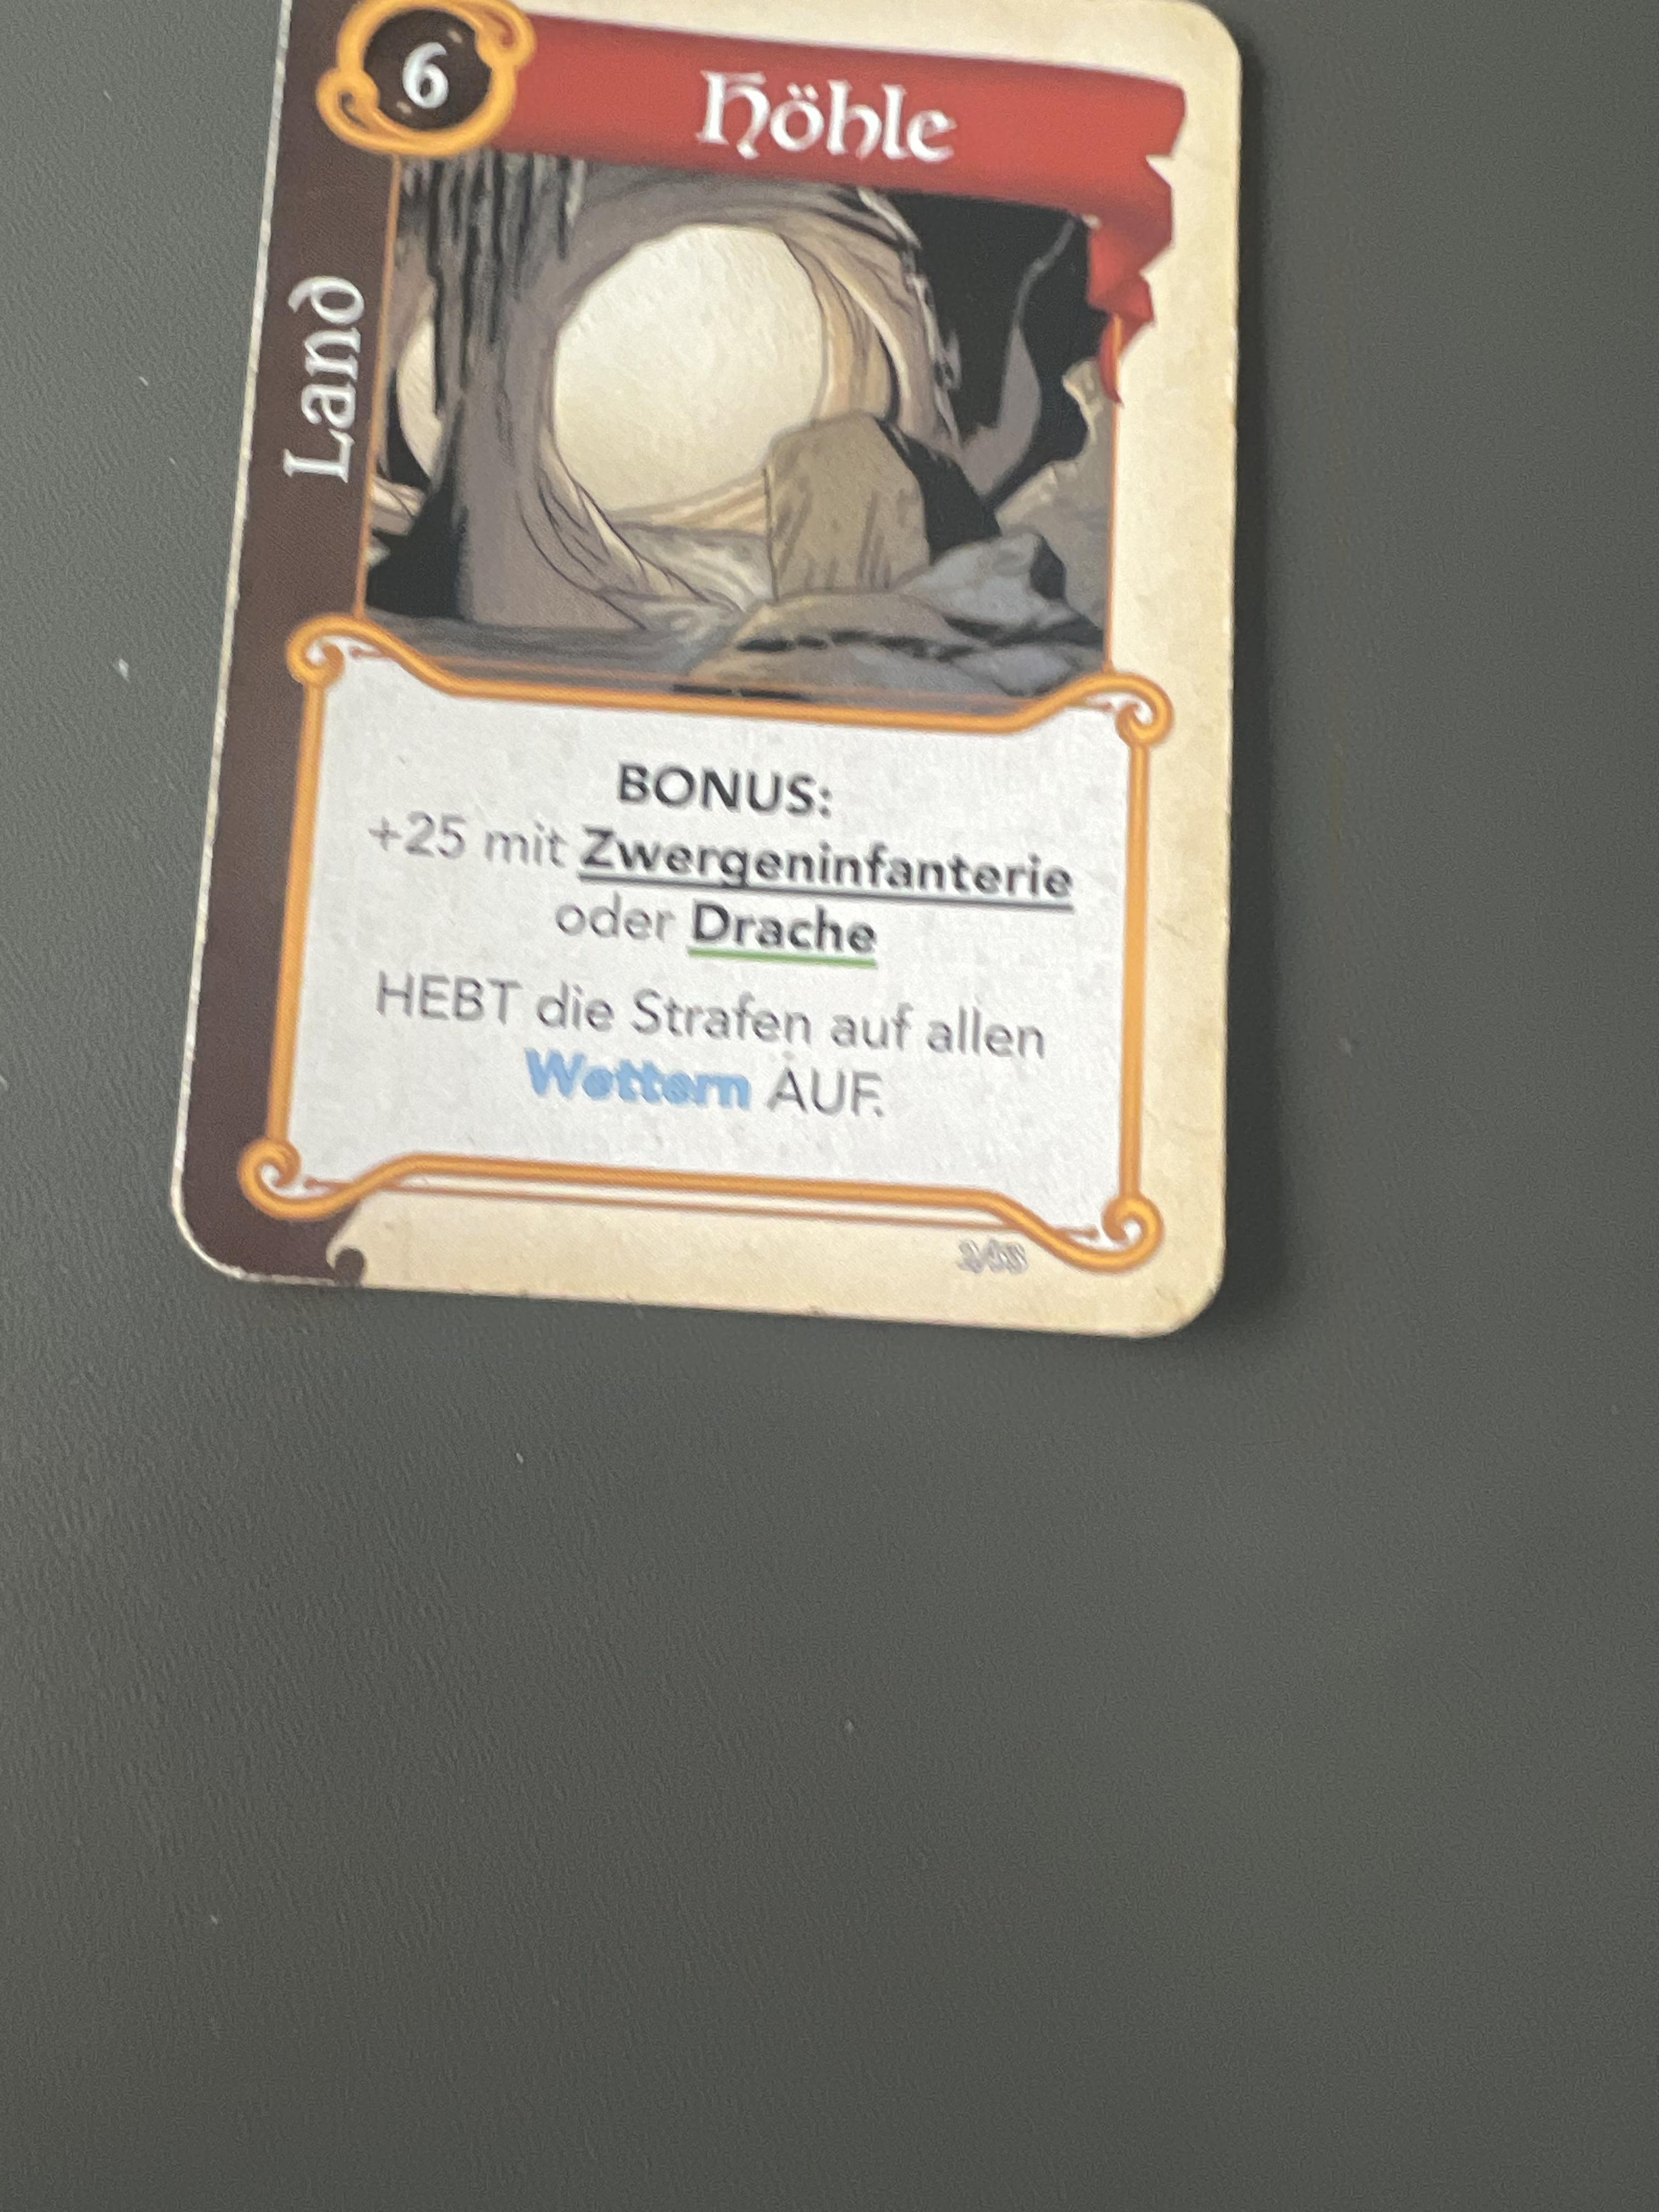 6
Höhle
Land
BONUS:
+25 mit Zwergeninfanterie
oder Drache
HEBT die Strafen auf allen
Wettern AUF.